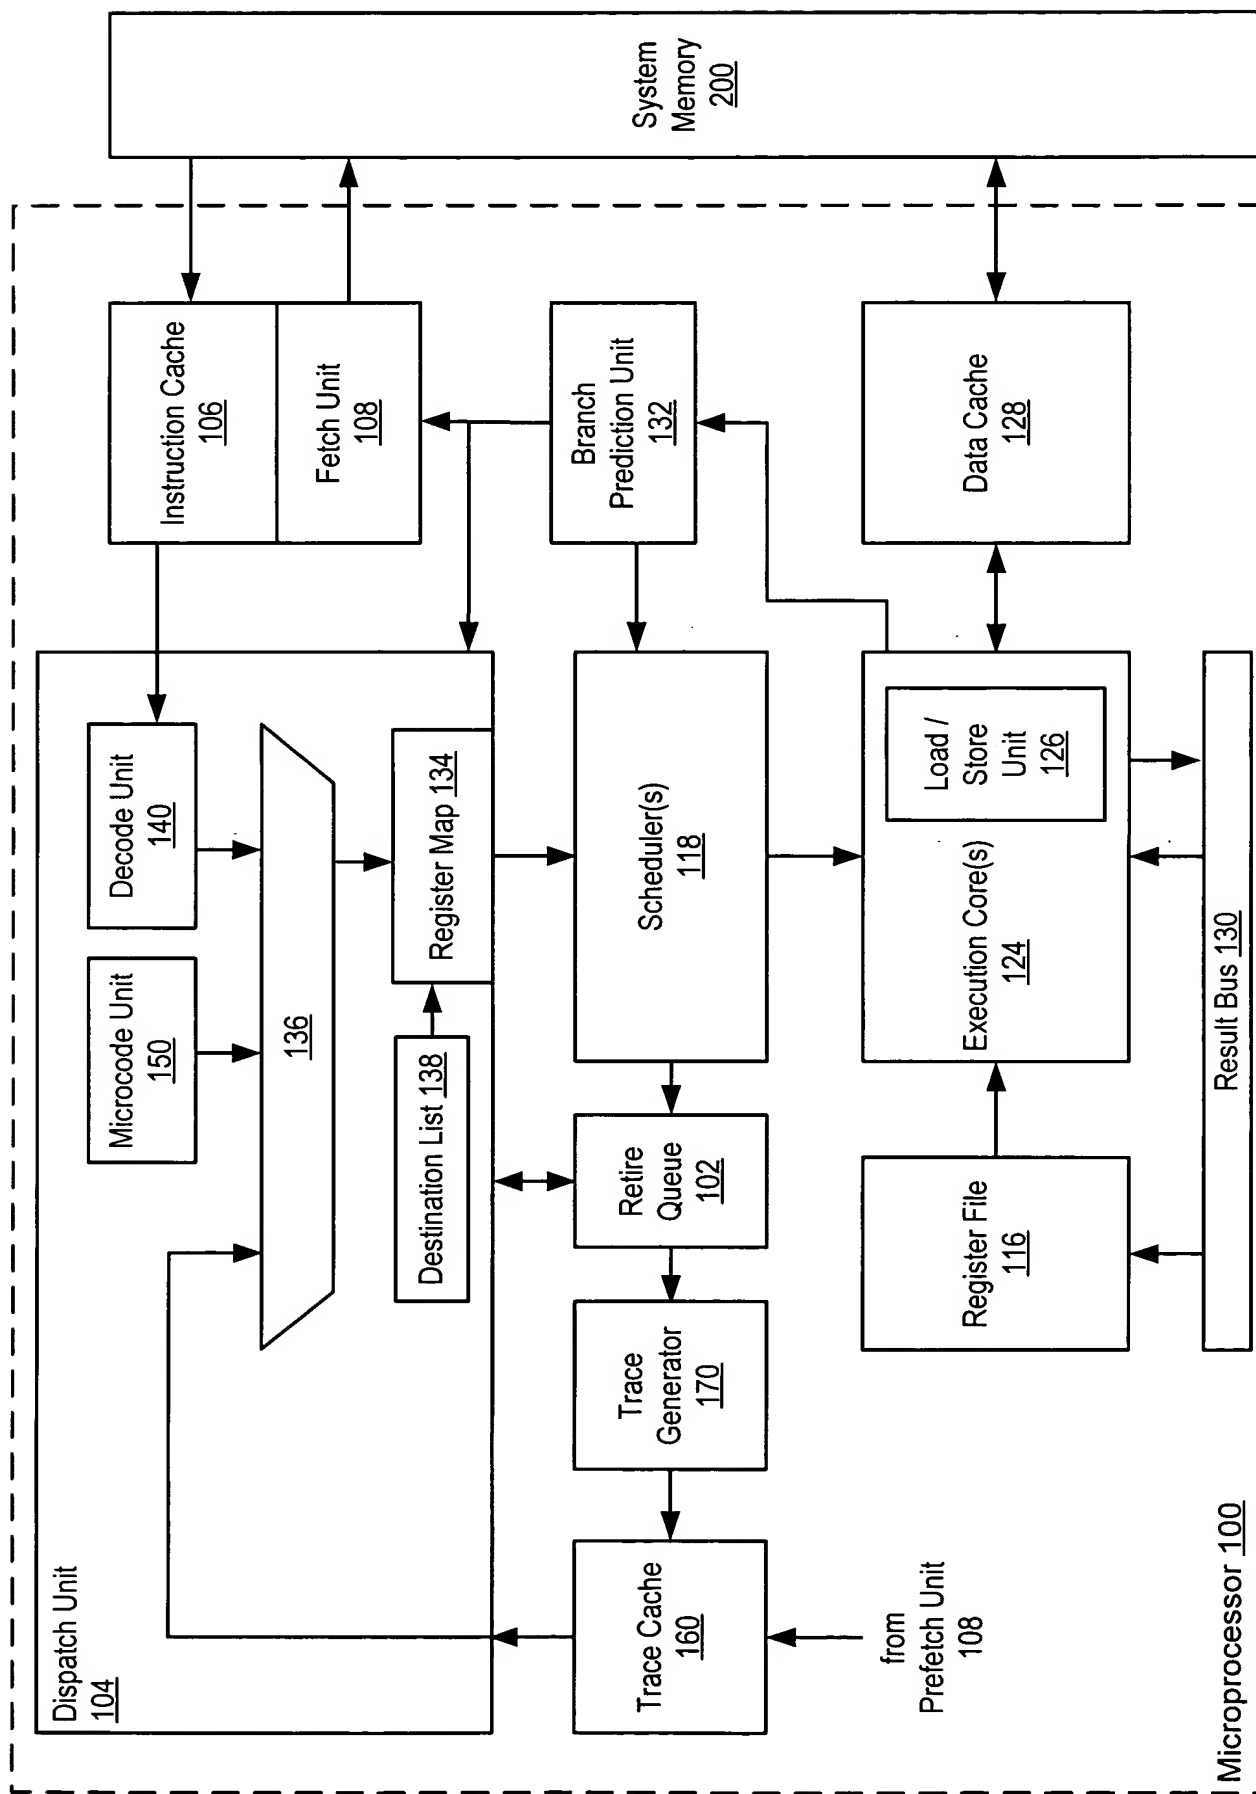 System
Memory
200
Instruction Cache
106
Fetch Unit
108
Branch
Prediction Unit
132
Data Cache
128
Dispatch Unit
104
Decode Unit
140
Microcode Unit
150
136
Register Map 134
Destination List 138
Scheduler(s)
118
Retire
Queue
102
Trace
Generator
170
Trace Cache
160
from
Prefetch Unit
108
Load /
Store
Unit
126
Execution Core(s)
124
Register File
116
Result Bus 130
Microprocessor 100